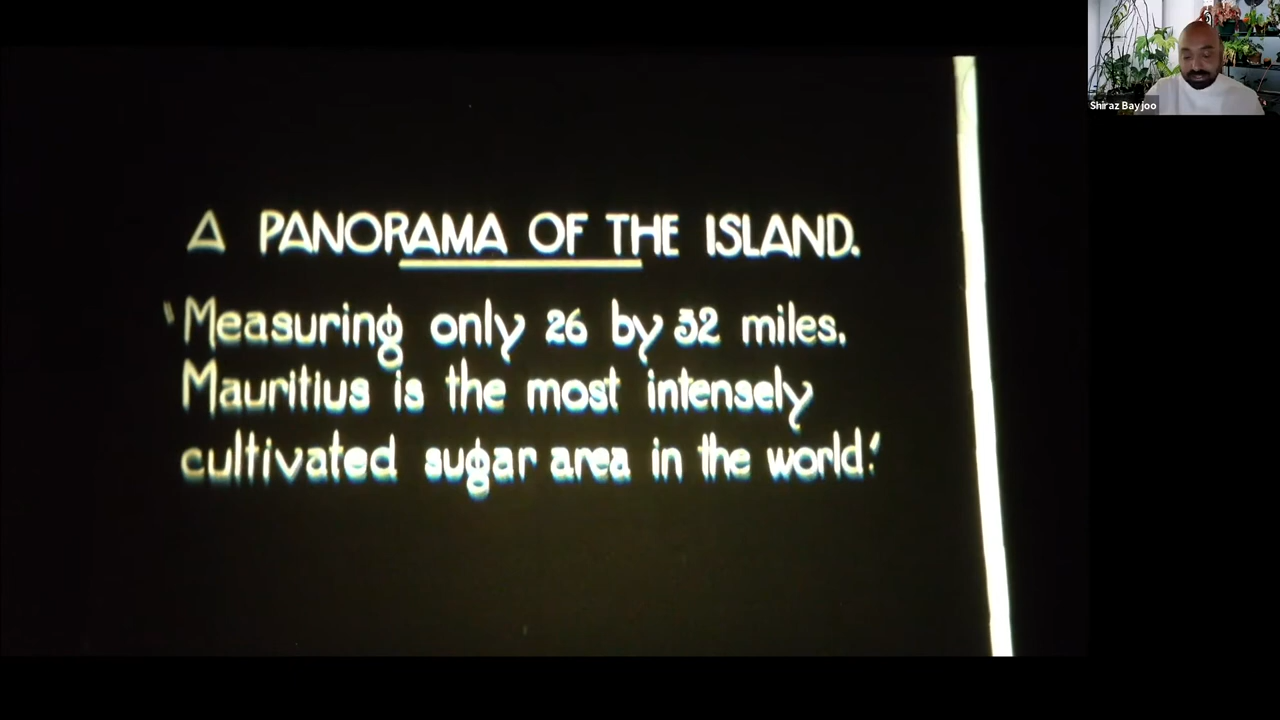 A PANORAMA OF THE ISLAND.
'Measuring only 26 by 32 miles.
Mauritius is the most intensely
cultivated sugar area in the world.'
Shiraz Bayjoo